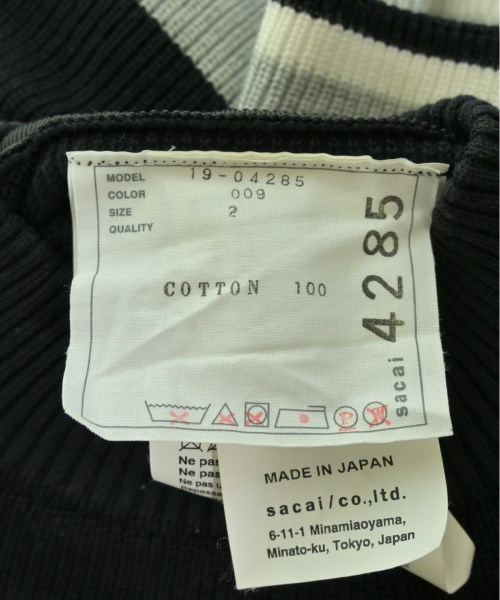 MODEL 19-04285
COLOR 009
SIZE 2
QUALITY
COTTON 100
sacai 4285
P
W
Ne pas
Ne pas
Ne pas
MADE IN JAPAN
sacai/co.,ltd.
6-11-1 Minamiaoyama,
Minato-ku, Tokyo, Japan